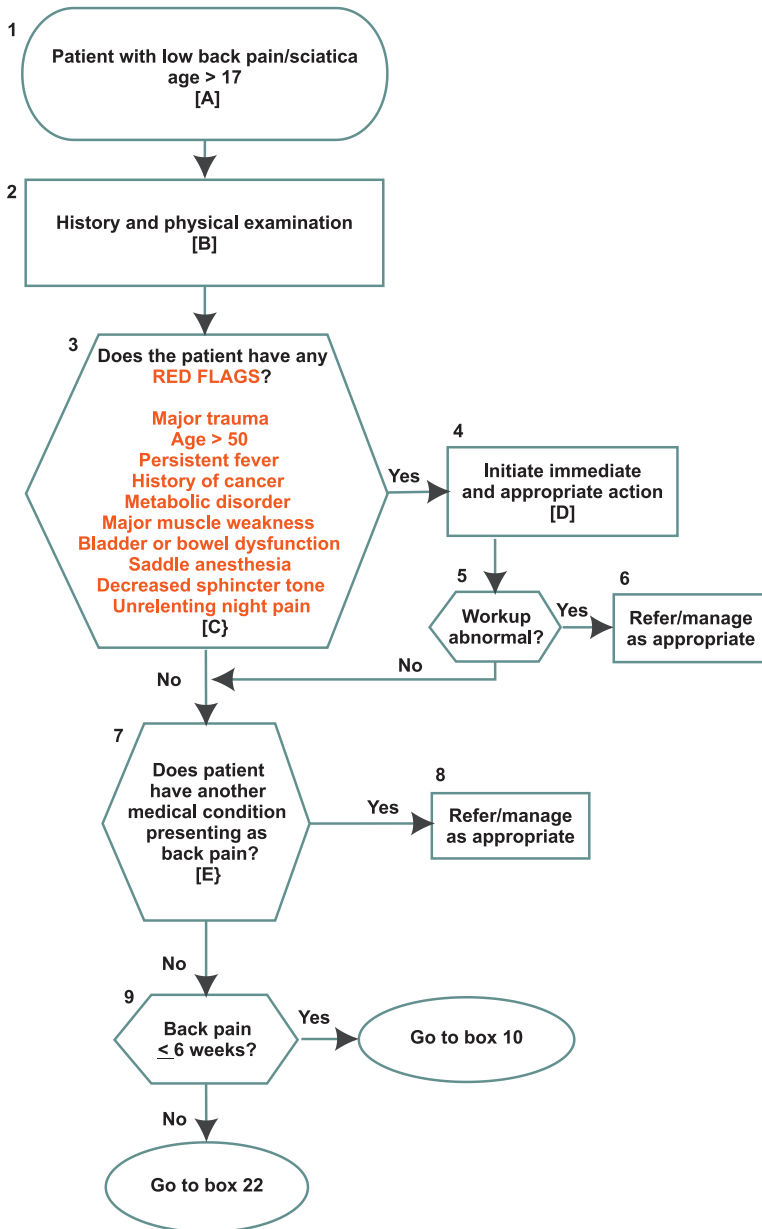 1
Patient with low back pain/sciatica
age > 17
[A]
2
History and physical examination
[B]
3
Does the patient have any
RED FLAGS?
Major trauma
Age > 50
Persistent fever
History of cancer
Metabolic disorder
Major muscle weakness
Bladder or bowel dysfunction
Saddle anesthesia
Decreased sphincter tone
Unrelenting night pain
[C}
Yes
4
Initiate immediate
and appropriate action
[D]
5
Workup
abnormal?
Yes
6
Refer/manage
as appropriate
No
No
7
Does patient
have another
medical condition
presenting as
back pain?
[E}
Yes
8
Refer/manage
as appropriate
No
9
Back pain
< 6 weeks?
Yes
Go to box 10
No
Go to box 22